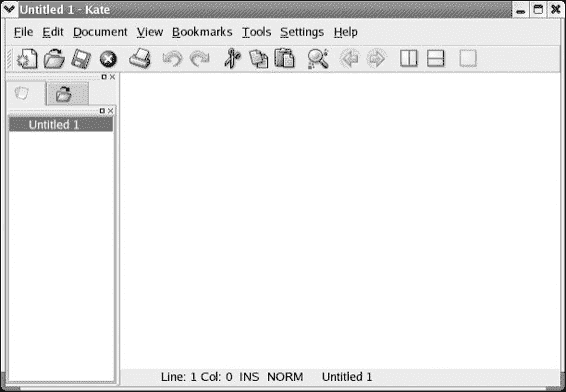 Untitled 1 - Kate
File Edit Document View Bookmarks Tools Settings Help
Untitled 1
Line: 1 Col: 0 INS NORM Untitled 1